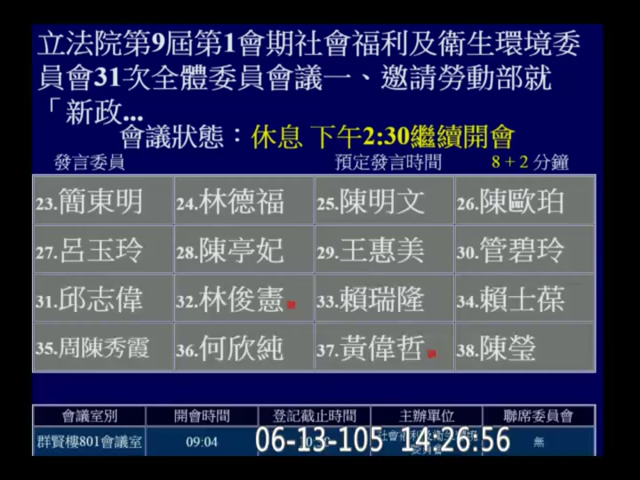 立法院第9屆第1會期社會福利及衛生環境委
員會31次全體委員會議一、邀請勞動部就
「新政...
會議狀態：休息 下午2:30繼續開會
發言委員 預定發言時間 8 + 2 分鐘
23.簡東明 24.林德福 25.陳明文 26.陳歐珀
27.呂玉玲 28.陳亭妃 29.王惠美 30.管碧玲
31.邱志偉 32.林俊憲 33.賴瑞隆 34.賴士葆
35.周陳秀霞 36.何欣純 37.黃偉哲 38.陳瑩
會議室別 開會時間 登記截止時間 主辦單位 聯席委員會
群賢樓801會議室 09:04 無
06-13-105 14:26:56